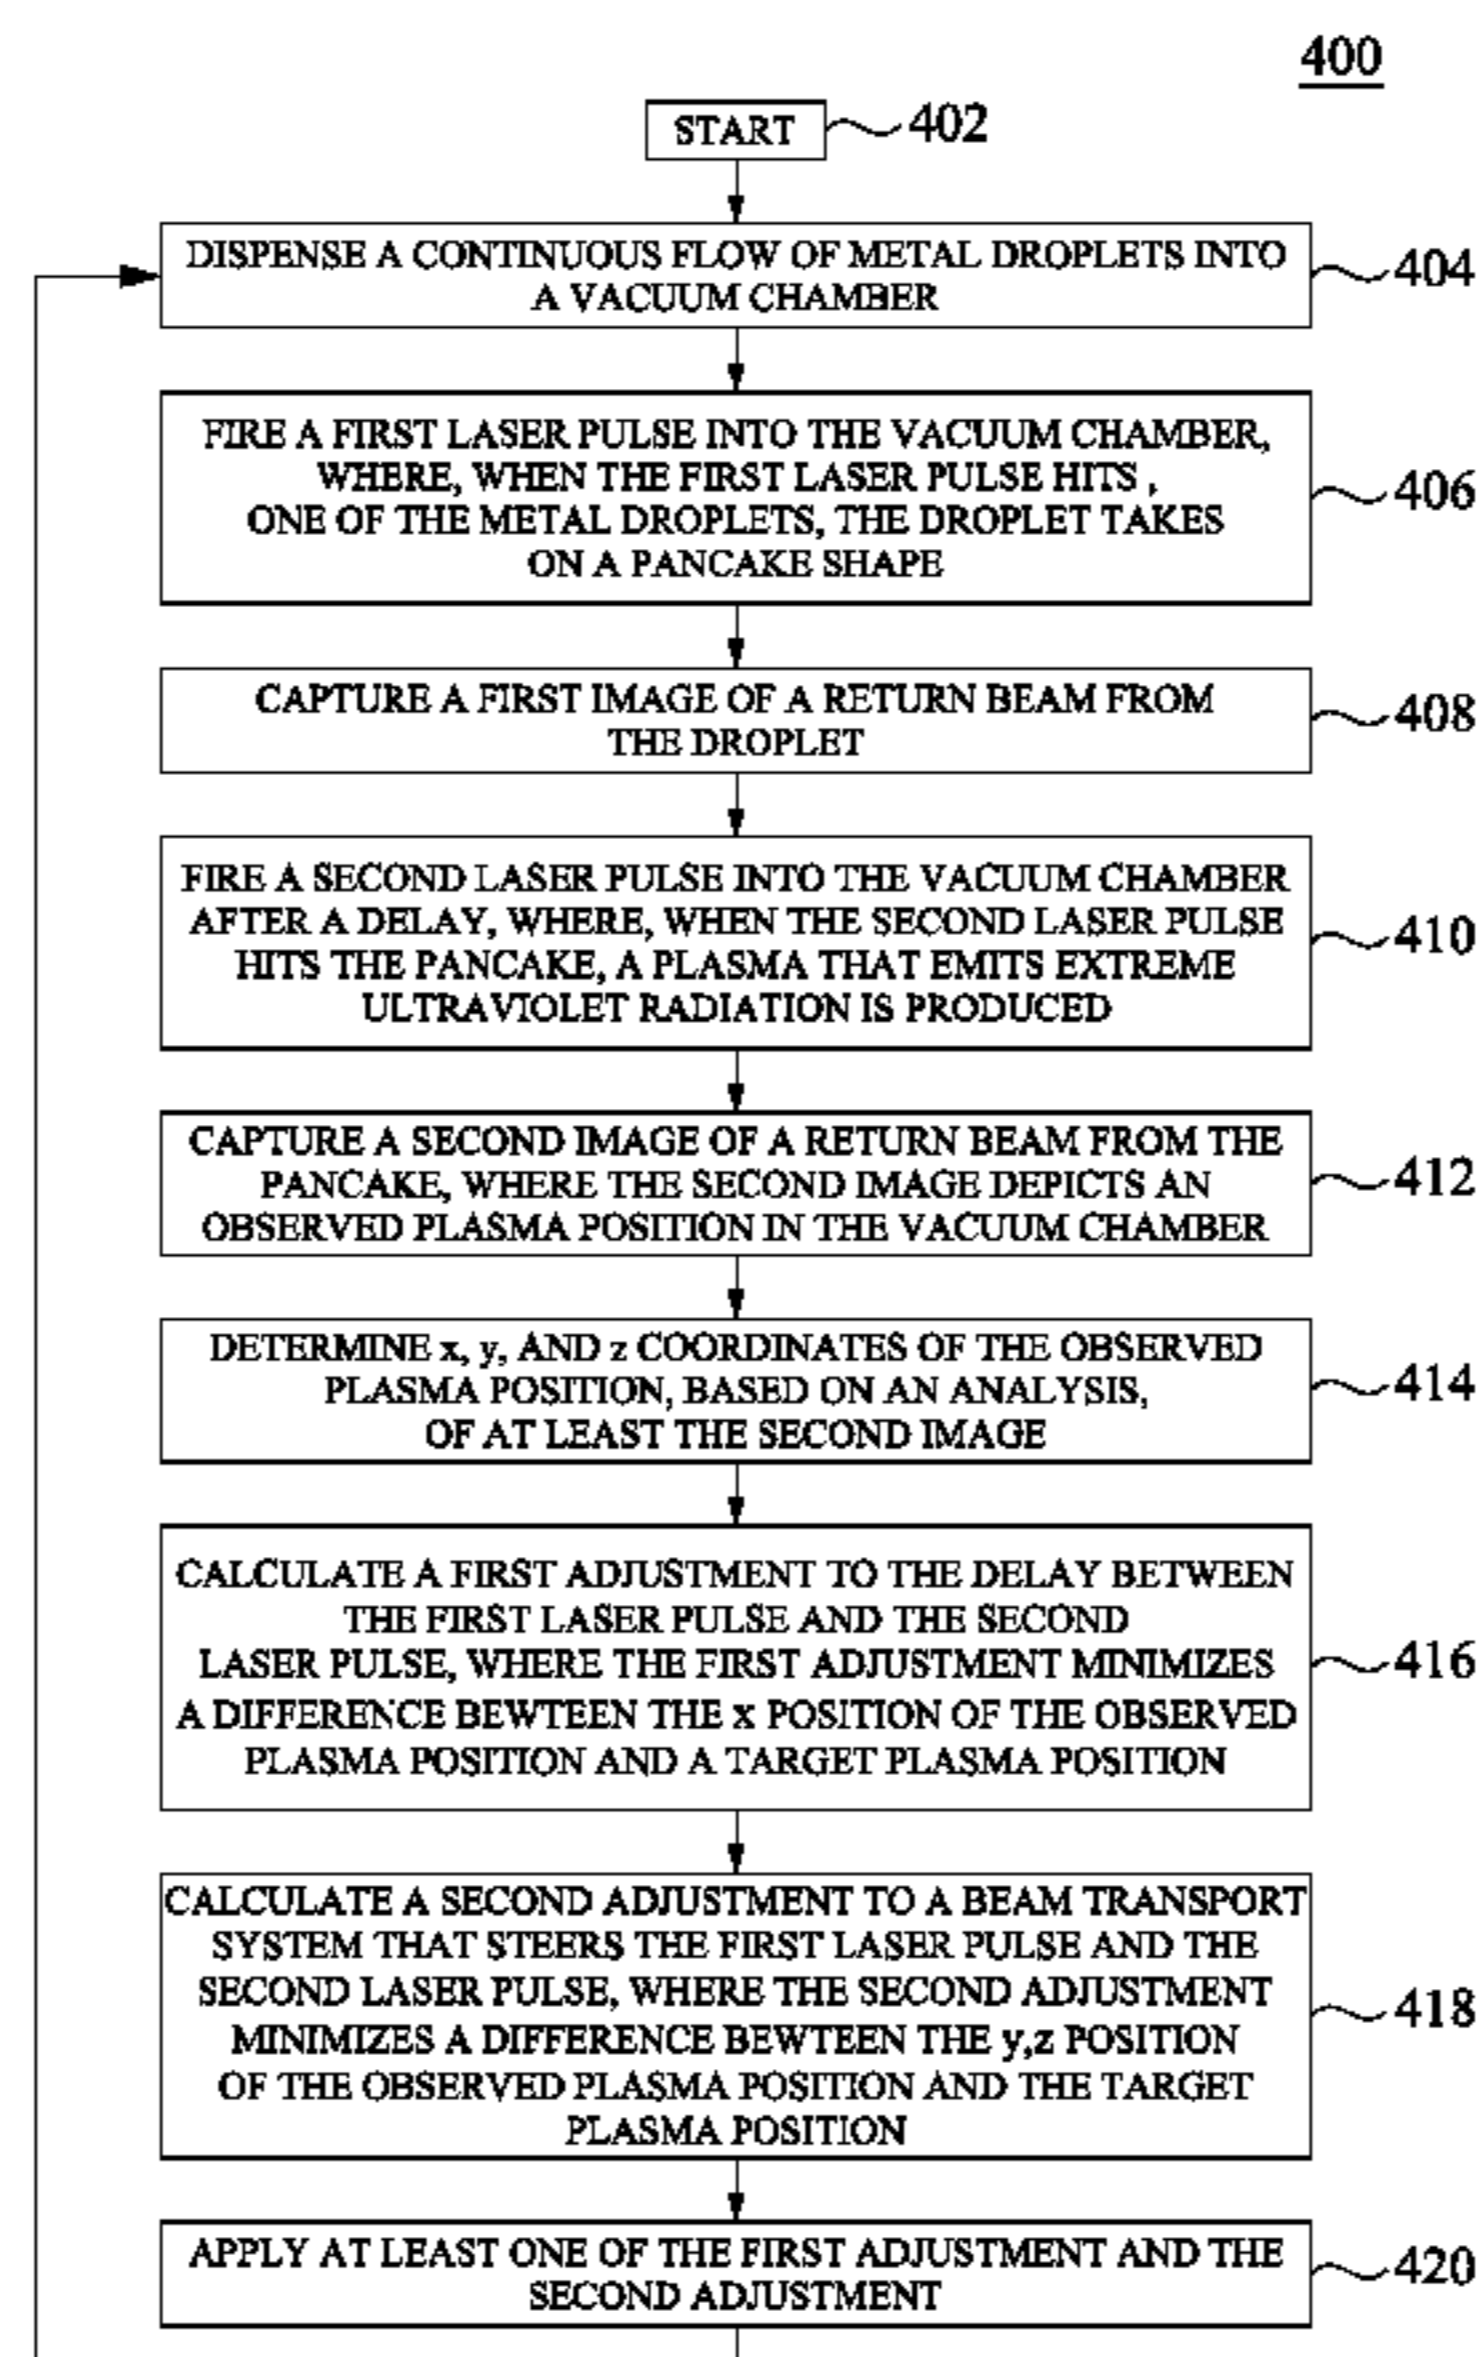 400
START 402
DISPENSE A CONTINUOUS FLOW OF METAL DROPLETS INTO
A VACUUM CHAMBER
404
FIRE A FIRST LASER PULSE INTO THE VACUUM CHAMBER,
WHERE, WHEN THE FIRST LASER PULSE HITS ,
ONE OF THE METAL DROPLETS, THE DROPLET TAKES
ON A PANCAKE SHAPE
406
CAPTURE A FIRST IMAGE OF A RETURN BEAM FROM
THE DROPLET
408
FIRE A SECOND LASER PULSE INTO THE VACUUM CHAMBER
AFTER A DELAY, WHERE, WHEN THE SECOND LASER PULSE
HITS THE PANCAKE, A PLASMA THAT EMITS EXTREME
ULTRAVIOLET RADIATION IS PRODUCED
410
CAPTURE A SECOND IMAGE OF A RETURN BEAM FROM THE
PANCAKE, WHERE THE SECOND IMAGE DEPICTS AN
OBSERVED PLASMA POSITION IN THE VACUUM CHAMBER
412
DETERMINE x, y, AND z COORDINATES OF THE OBSERVED
PLASMA POSITION, BASED ON AN ANALYSIS,
OF AT LEAST THE SECOND IMAGE
414
CALCULATE A FIRST ADJUSTMENT TO THE DELAY BETWEEN
THE FIRST LASER PULSE AND THE SECOND
LASER PULSE, WHERE THE FIRST ADJUSTMENT MINIMIZES
A DIFFERENCE BEWTEEN THE x POSITION OF THE OBSERVED
PLASMA POSITION AND A TARGET PLASMA POSITION
416
CALCULATE A SECOND ADJUSTMENT TO A BEAM TRANSPORT
SYSTEM THAT STEERS THE FIRST LASER PULSE AND THE
SECOND LASER PULSE, WHERE THE SECOND ADJUSTMENT
MINIMIZES A DIFFERENCE BEWTEEN THE y,z POSITION
OF THE OBSERVED PLASMA POSITION AND THE TARGET
PLASMA POSITION
418
APPLY AT LEAST ONE OF THE FIRST ADJUSTMENT AND THE
SECOND ADJUSTMENT
420